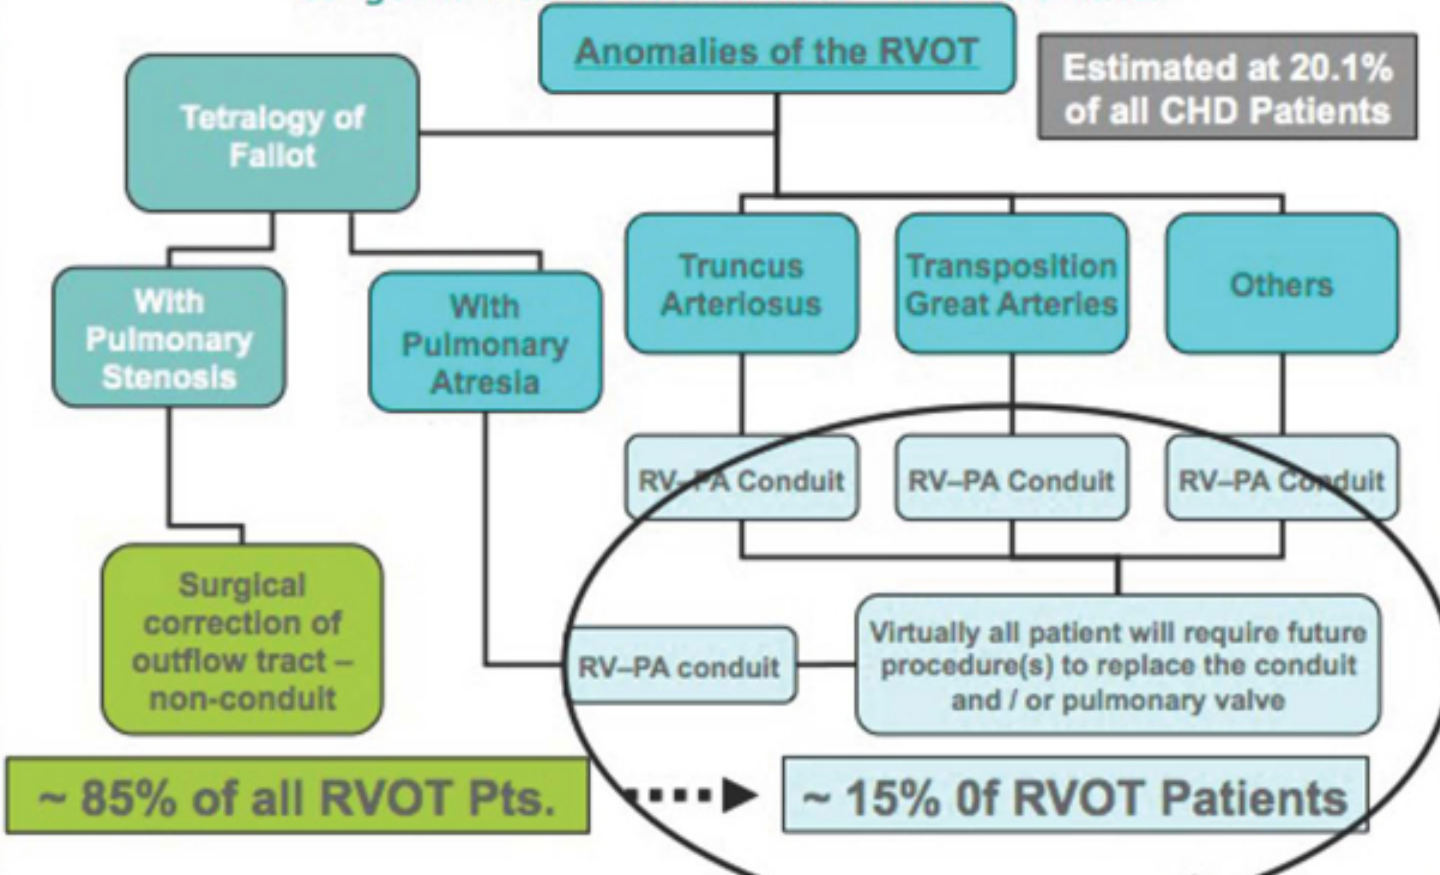 Anomalies of the RVOT
Estimated at 20.1%
of all CHD Patients
Tetralogy of
Fallot
With
Pulmonary
Stenosis
With
Pulmonary
Atresia
Truncus
Arteriosus
Transposition
Great Arteries
Others
RV–PA Conduit
RV–PA Conduit
RV–PA Conduit
Surgical
correction of
outflow tract –
non-conduit
RV–PA conduit
Virtually all patient will require future
procedure(s) to replace the conduit
and / or pulmonary valve
~ 85% of all RVOT Pts.
~ 15% 0f RVOT Patients